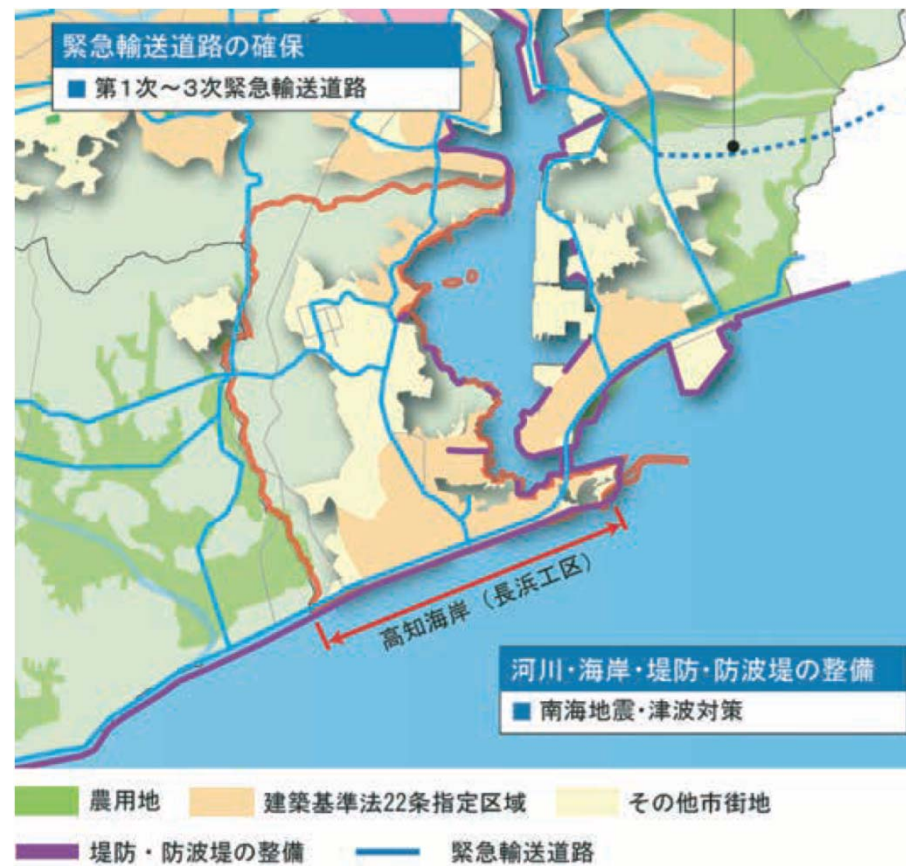 緊急輸送道路の確保
■ 第1次～3次緊急輸送道路
高知海岸（長浜工区）
河川・海岸・堤防・防波堤の整備
■ 南海地震・津波対策
農用地
建築基準法22条指定区域
その他市街地
堤防・防波堤の整備
緊急輸送道路